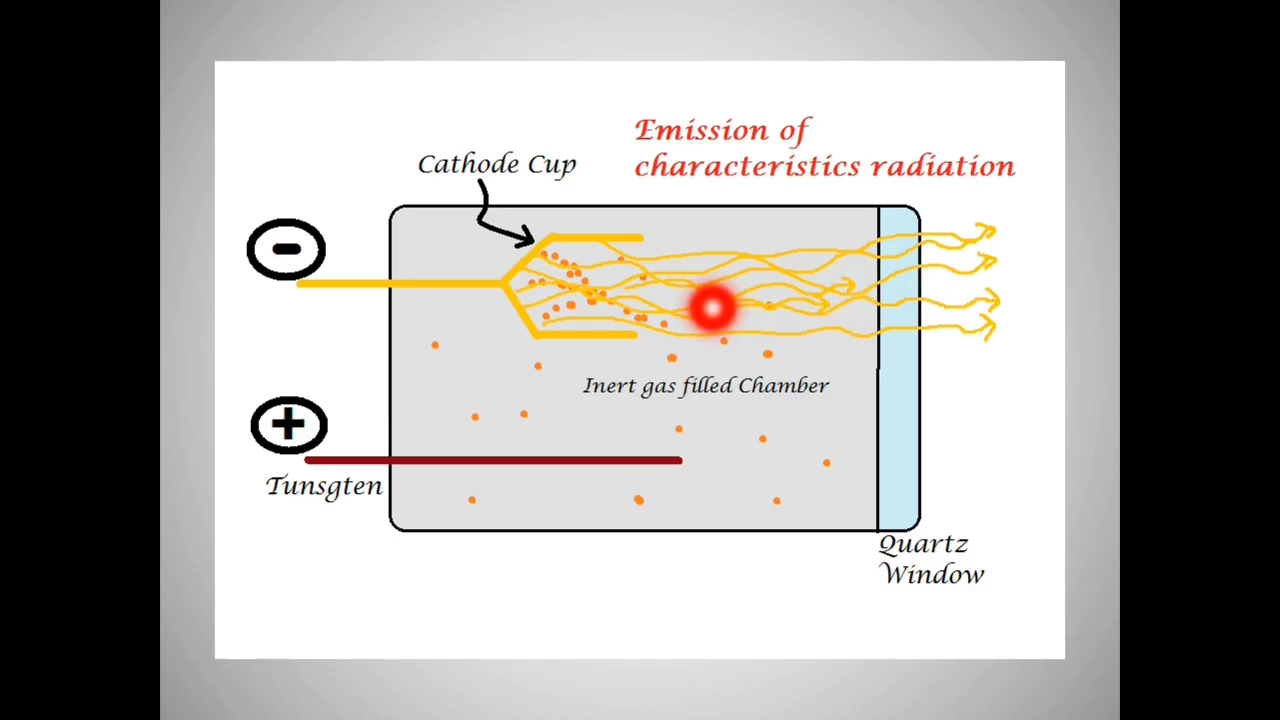 Emission of
characteristics radiation
Cathode Cup
-
Inert gas filled Chamber
+
Tunsgten
Quartz
Window